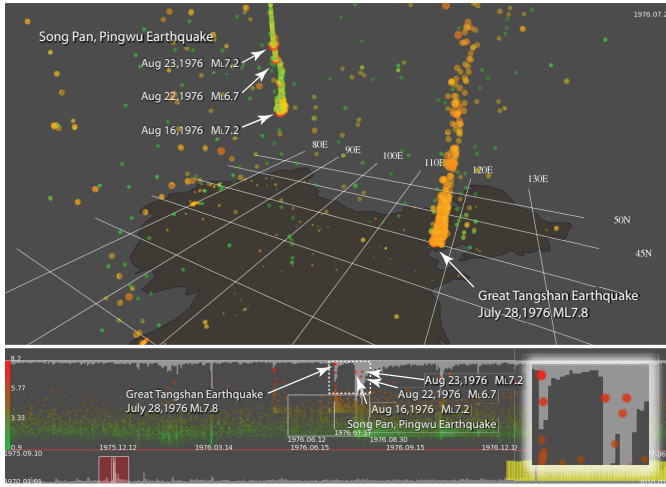 1976.07.2
Song Pan, Pingwu Earthquake
Aug 23,1976 ML7.2
Aug 22,1976 ML6.7
Aug 16,1976 ML7.2
80E
90E
100E
110E
120E
130E
50N
45N
Great Tangshan Earthquake
July 28,1976 ML7.8
8.2
5.77
3.33
0.9
Great Tangshan Earthquake
July 28,1976 ML7.8
Aug 23,1976 ML7.2
Aug 22,1976 ML6.7
Aug 16,1976 ML7.2
Song Pan, Pingwu Earthquake
1976.06.12
1976.08.30
1975.09.10
1975.12.12
1976.03.14
1976.06.15
1976.09.15
1976.12.17
1970.01.01